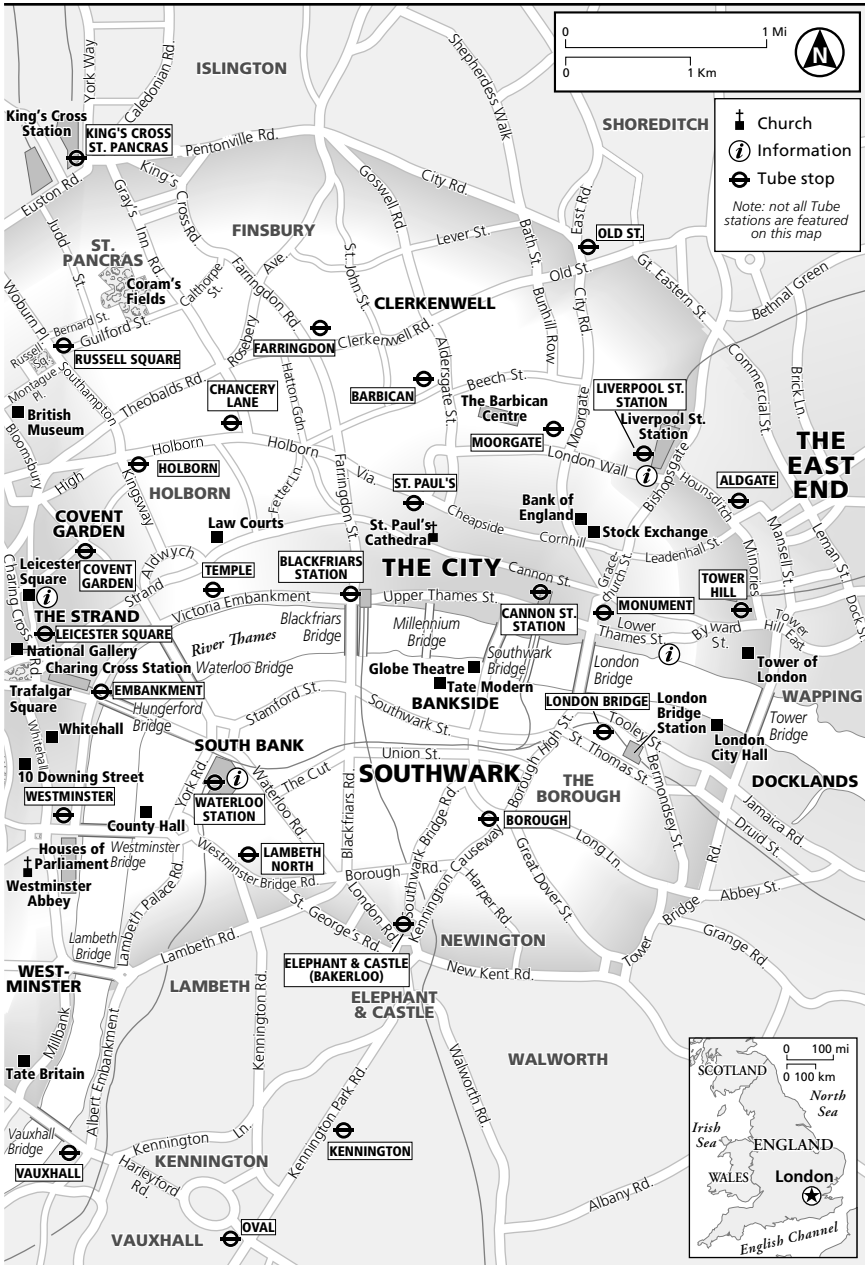 0 1 Mi
0 1 Km
N
Church
i Information
Tube stop
Note: not all Tube
stations are featured
on this map
ISLINGTON
SHOREDITCH
York Way
Caledonian Rd.
Shepherdess Walk
King's Cross
Station
KING'S CROSS
ST. PANCRAS
Pentonville Rd.
Euston Rd.
King's
Cross Rd.
Gray's
Inn
Rd.
Judd
St.
Goswell Rd.
City Rd.
East Rd.
OLD ST.
FINSBURY
ST.
PANCRAS
Lever St.
Bath St.
Old St.
Gt. Eastern St.
Bethnal Green
Coram's
Fields
Calthorpe
St.
Farringdon Rd.
Rosebery
Ave.
St. John St.
CLERKENWELL
Bunhill Row
City Rd.
Woburn Pl.
Bernard St.
Guilford St.
Russell
Sq.
RUSSELL SQUARE
FARRINGDON
Clerkenwell Rd.
Commercial St.
Brick Ln.
Montague
Pl.
Southampton
Theobalds Rd.
Hatton Gdn.
Aldersgate St.
BARBICAN
Beech St.
The Barbican
Centre
Moorgate
LIVERPOOL ST.
STATION
Liverpool St.
Station
CHANCERY
LANE
British
Museum
Bloomsbury
MOORGATE
London Wall
i
Bishopsgate
THE
EAST
END
High
Holborn
HOLBORN
Holborn
Via.
Kingsway
HOLBORN
Fetter Ln.
Farringdon St.
ST. PAUL'S
St. Paul's
Cathedral
Cheapside
Bank of
England
Stock Exchange
Cornhill
Leadenhall St.
Houndsditch
ALDGATE
Mansell St.
Minories
Leman St.
Dock St.
COVENT
GARDEN
Law Courts
Leicester
Square
i
COVENT
GARDEN
Aldwych
Strand
TEMPLE
BLACKFRIARS
STATION
THE CITY
Cannon St.
Grace-
church St.
TOWER
HILL
Charing Cross Rd
THE STRAND
LEICESTER SQUARE
Victoria Embankment
Upper Thames St.
CANNON ST.
STATION
MONUMENT
Lower
Thames St.
Byward
St.
Tower
Hill East
National Gallery
River Thames
Blackfriars
Bridge
Millennium
Bridge
Southwark
Bridge
London
Bridge
i
Tower of
London
Charing Cross Station
Waterloo Bridge
Globe Theatre
Tate Modern
BANKSIDE
WAPPING
Trafalgar
Square
EMBANKMENT
Hungerford
Bridge
Stamford St.
Southwark St.
LONDON BRIDGE
Tooley St.
London
Bridge
Station
London
City Hall
Tower
Bridge
Whitehall
Whitehall
SOUTH BANK
Union St.
Borough High St.
St. Thomas St.
10 Downing Street
York Rd.
i
WATERLOO
STATION
Waterloo Rd.
The Cut
SOUTHWARK
THE
BOROUGH
Bermondsey St.
DOCKLANDS
WESTMINSTER
County Hall
Blackfriars Rd.
Southwark Bridge Rd.
BOROUGH
Jamaica Rd.
Druid St.
Houses of
Parliament
Westminster
Bridge
Westminster
Abbey
LAMBETH
NORTH
Westminster Bridge Rd.
Borough Rd.
Kennington Causeway
Long Ln.
Great Dover St.
Harper Rd.
Abbey St.
Lambeth Palace Rd.
St. George's Rd.
London Rd.
Tower Bridge Rd.
Grange Rd.
Lambeth
Bridge
Lambeth Rd.
NEWINGTON
New Kent Rd.
ELEPHANT & CASTLE
(BAKERLOO)
WEST-
MINSTER
LAMBETH
ELEPHANT
& CASTLE
Millbank
Albert Embankment
Kennington Rd.
WALWORTH
Walworth Rd.
Tate Britain
Kennington Park Rd.
Vauxhall
Bridge
VAUXHALL
Kennington Ln.
KENNINGTON
KENNINGTON
Harleyford
Rd.
Albany Rd.
OVAL
VAUXHALL
0 100 mi
0 100 km
SCOTLAND
North
Sea
Irish
Sea
ENGLAND
WALES
London
English Channel